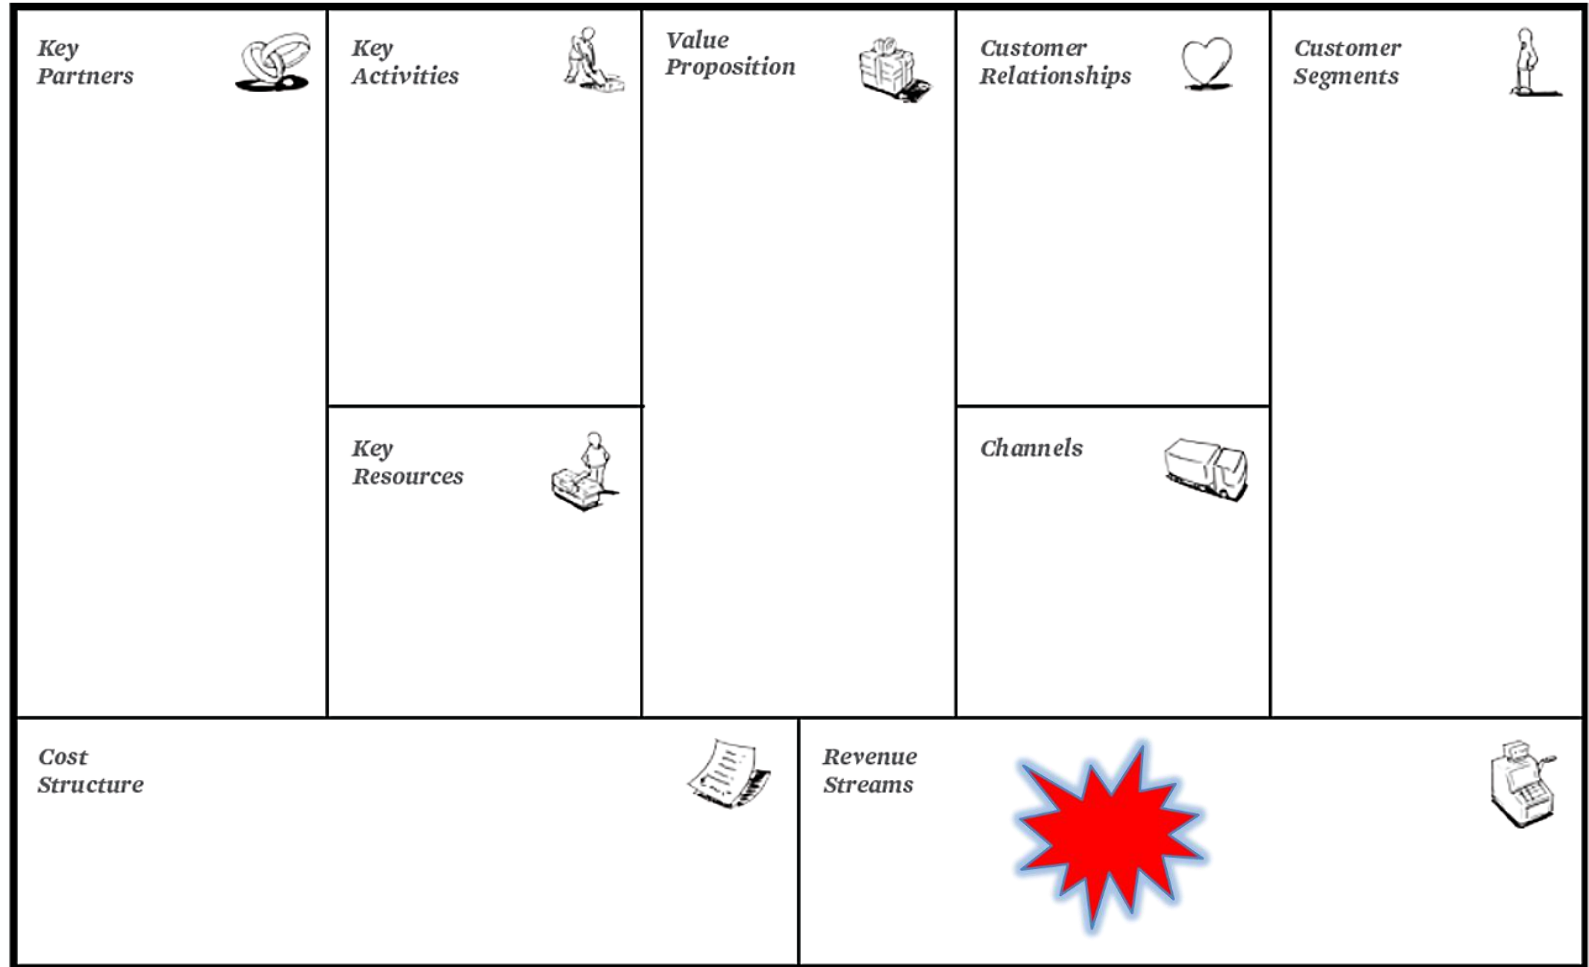 Key
Partners
Key
Activities
Value
Proposition
Customer
Relationships
Customer
Segments
Key
Resources
Channels
Cost
Structure
Revenue
Streams